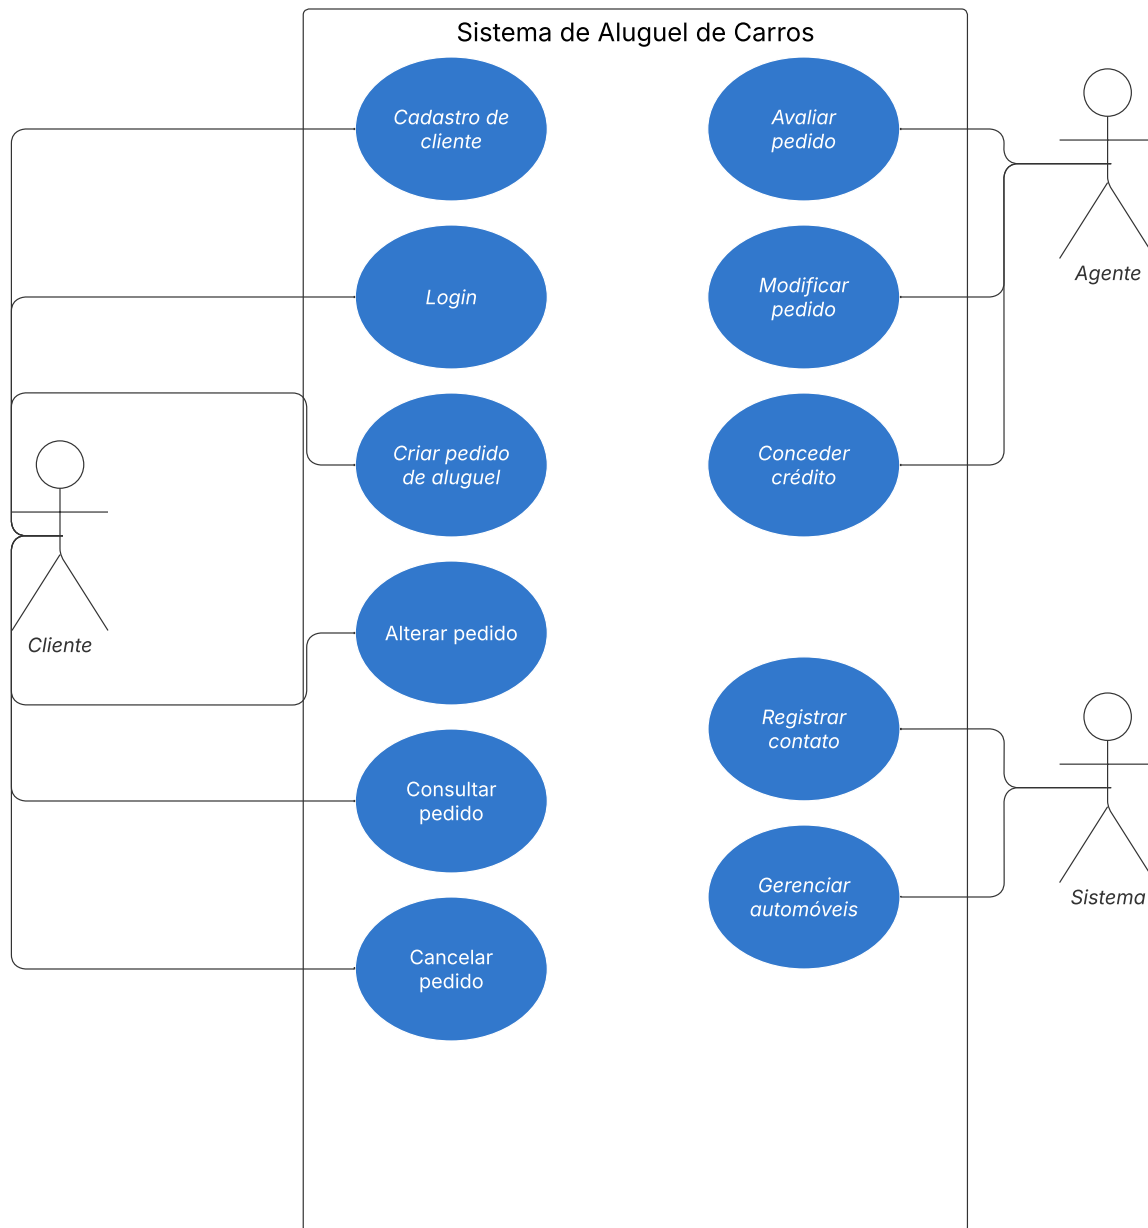 Sistema de Aluguel de Carros
Cadastro de
cliente
Avaliar
pedido
Agente
Login
Modificar
pedido
Criar pedido
de aluguel
Conceder
crédito
Cliente
Alterar pedido
Registrar
contato
Consultar
pedido
Gerenciar
automóveis
Sistema
Cancelar
pedido